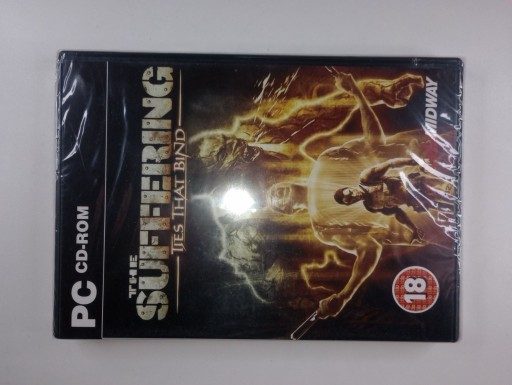 PC CD-ROM
THE
SUFFERING
TIES THAT BIND
MIDWAY
18